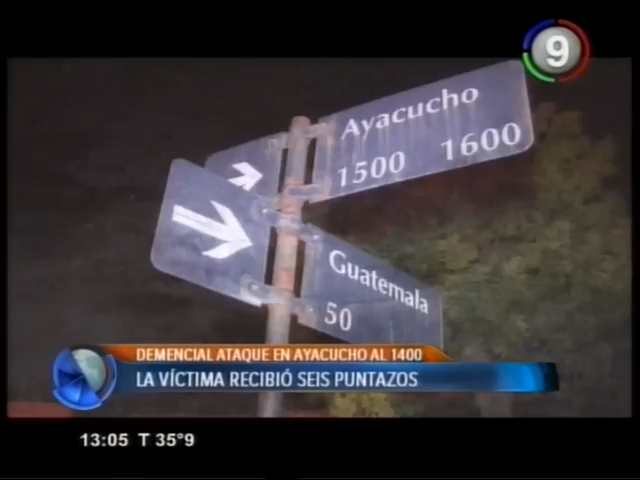 9
Ayacucho
1500 1600
Guatemala
50
DEMENCIAL ATAQUE EN AYACUCHO AL 1400
LA VÍCTIMA RECIBIÓ SEIS PUNTAZOS
13:05 T 35°9